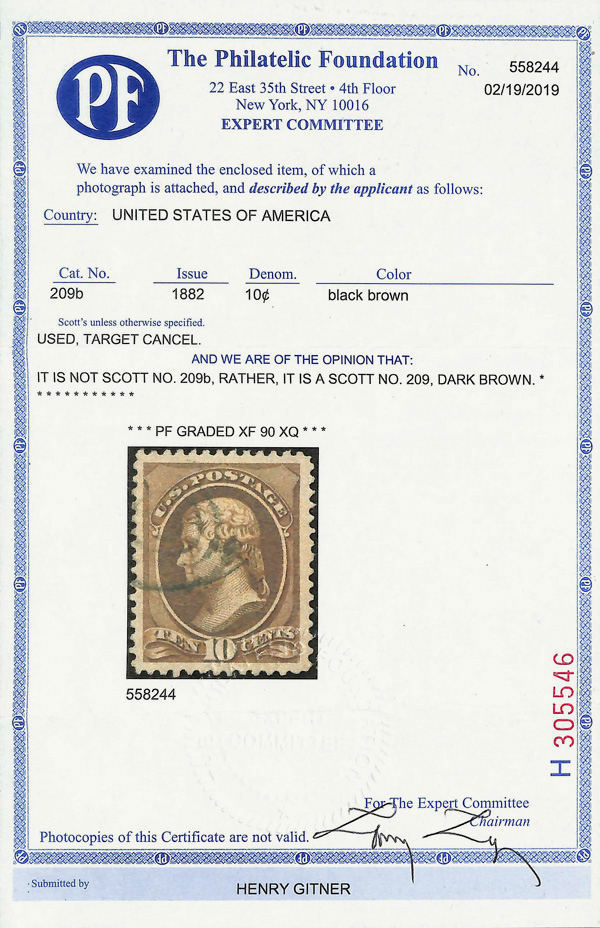 PF
The Philatelic Foundation
No. 558244
22 East 35th Street • 4th Floor
02/19/2019
New York, NY 10016
EXPERT COMMITTEE
We have examined the enclosed item, of which a
photograph is attached, and described by the applicant as follows:
Country: UNITED STATES OF AMERICA
Cat. No. Issue Denom. Color
209b 1882 10¢ black brown
Scott's unless otherwise specified.
USED, TARGET CANCEL.
AND WE ARE OF THE OPINION THAT:
IT IS NOT SCOTT NO. 209b, RATHER, IT IS A SCOTT NO. 209, DARK BROWN. *
* * * * * * * * * * *
* * * PF GRADED XF 90 XQ * * *
U.S. POSTAGE
TEN 10 CENTS
558244
H 305546
For The Expert Committee
Chairman
Photocopies of this Certificate are not valid.
Submitted by
HENRY GITNER